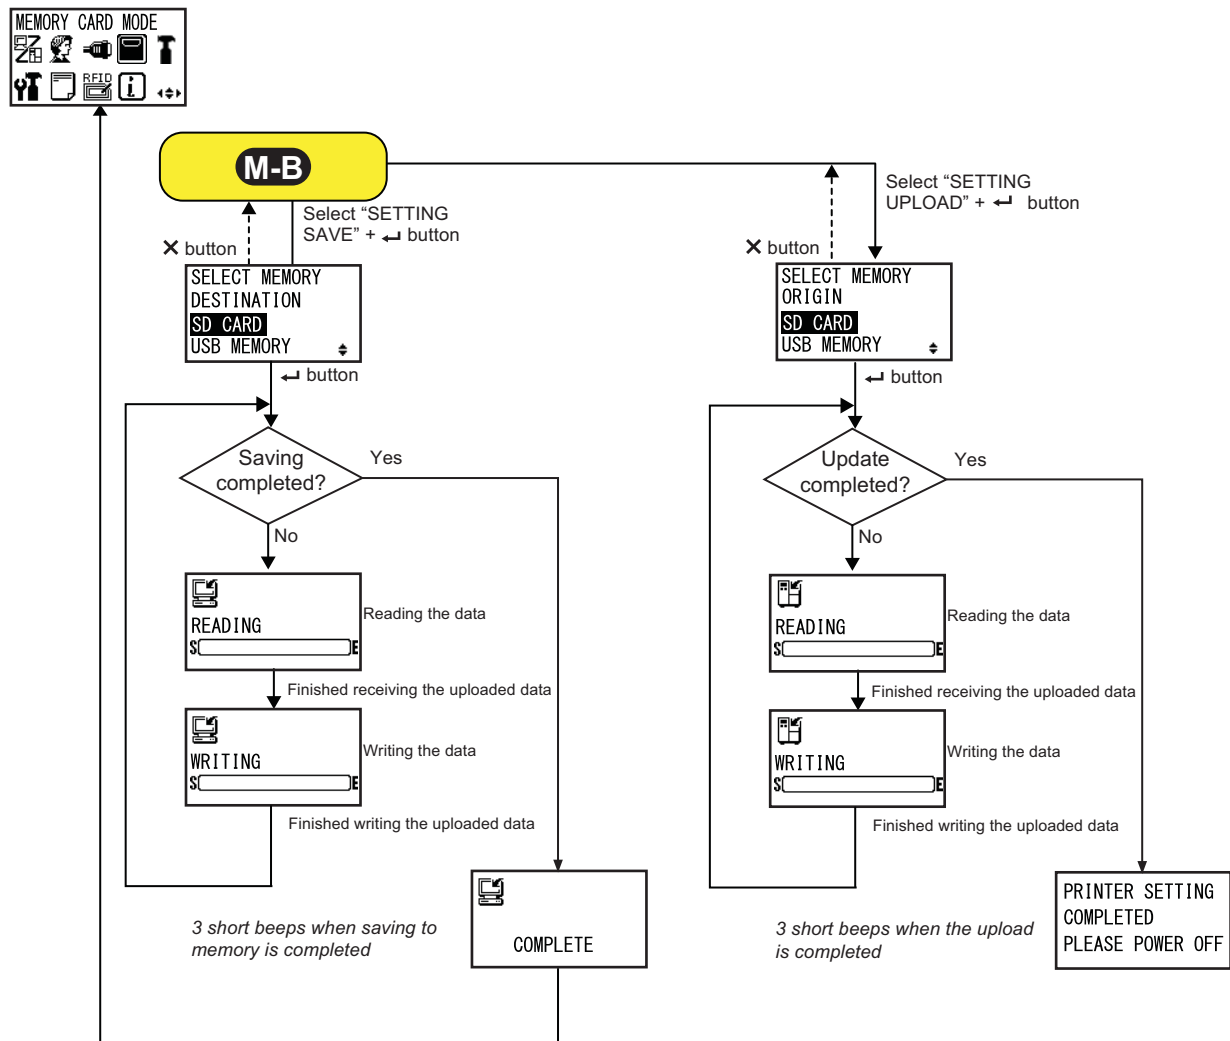 MEMORY CARD MODE
RFID
i
M-B
Select “SETTING
SAVE” + ↵ button
✕ button
SELECT MEMORY
DESTINATION
SD CARD
USB MEMORY
↵ button
Saving
completed?
Yes
No
READING
S E
Reading the data
Finished receiving the uploaded data
WRITING
S E
Writing the data
Finished writing the uploaded data
3 short beeps when saving to
memory is completed
COMPLETE
Select “SETTING
UPLOAD” + ↵ button
✕ button
SELECT MEMORY
ORIGIN
SD CARD
USB MEMORY
↵ button
Update
completed?
Yes
No
READING
S E
Reading the data
Finished receiving the uploaded data
WRITING
S E
Writing the data
Finished writing the uploaded data
3 short beeps when the upload
is completed
PRINTER SETTING
COMPLETED
PLEASE POWER OFF